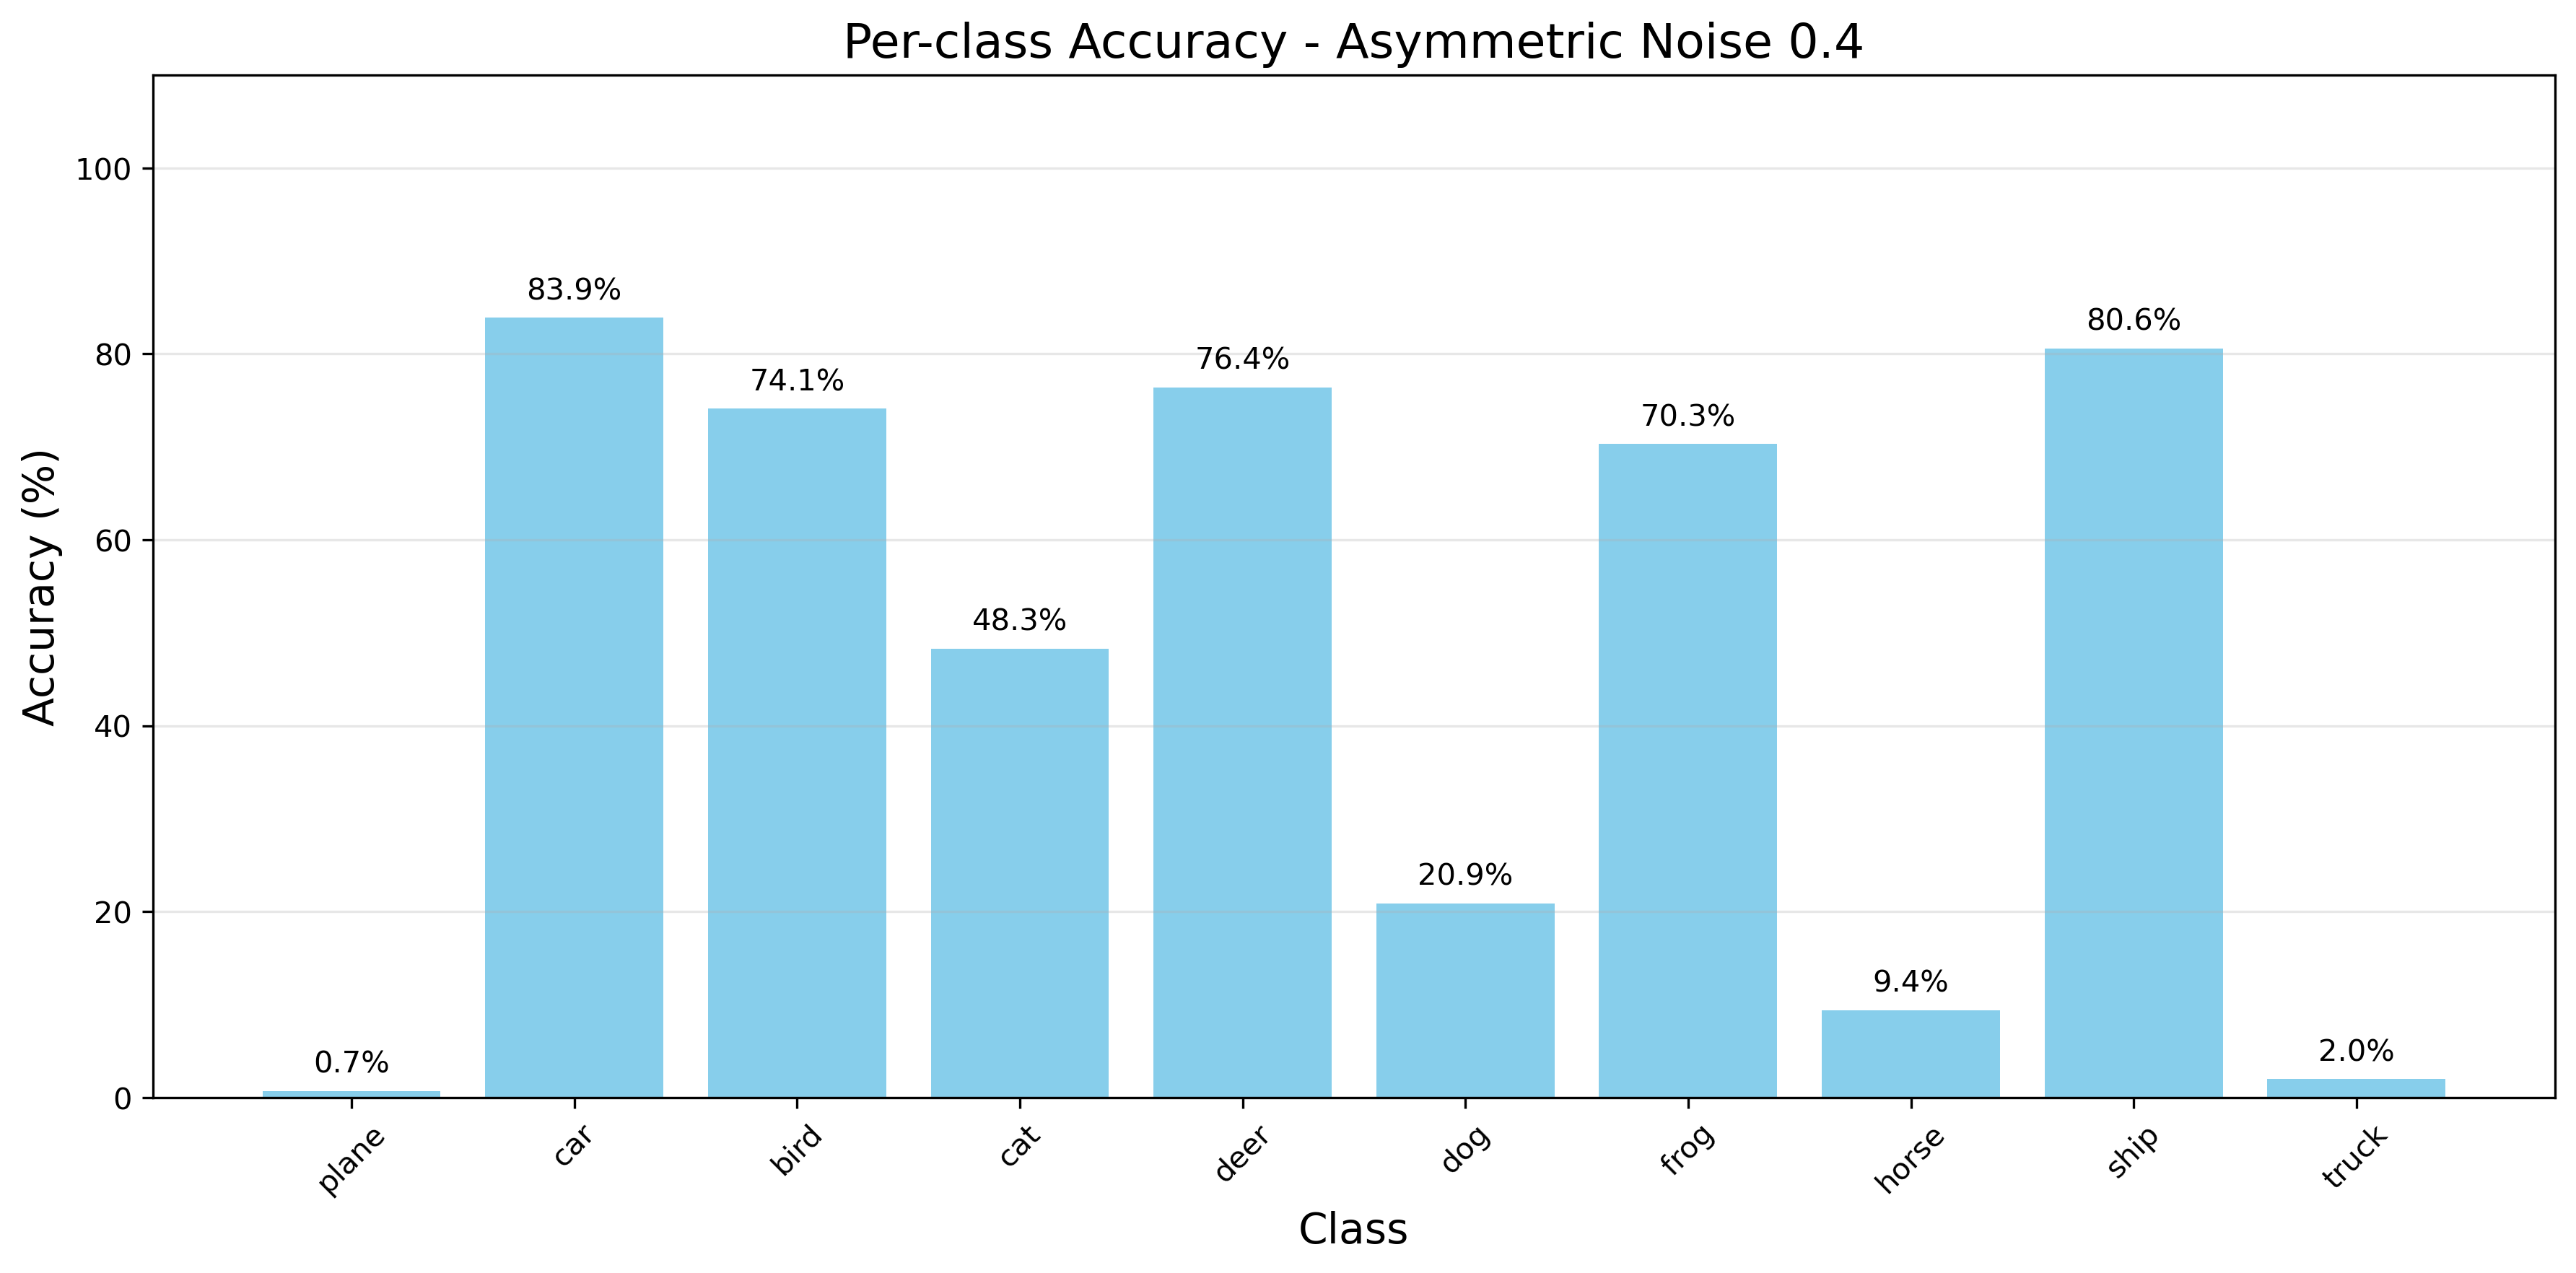 Per-class Accuracy - Asymmetric Noise 0.4
Accuracy (%)
100
80
60
40
20
0
0.7%
83.9%
74.1%
48.3%
76.4%
20.9%
70.3%
9.4%
80.6%
2.0%
plane
car
bird
cat
deer
dog
frog
horse
ship
truck
Class